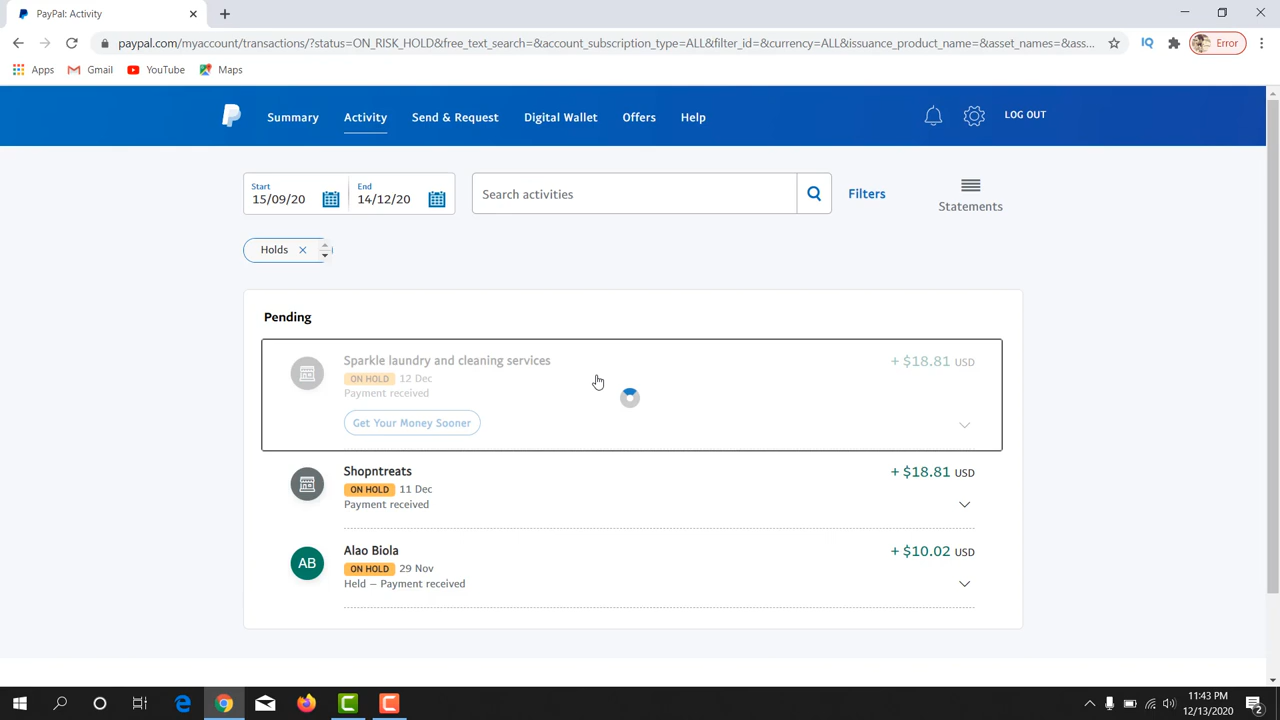 PayPal: Activity
paypal.com/myaccount/transactions/?status=ON_RISK_HOLD&free_text_search=&account_subscription_type=ALL&filter_id=&currency=ALL&issuance_product_name=&asset_names=&ass...
IQ
Error
Apps
Gmail
YouTube
Maps
Summary
Activity
Send & Request
Digital Wallet
Offers
Help
LOG OUT
Start
15/09/20
End
14/12/20
Search activities
Filters
Statements
Holds
Pending
Sparkle laundry and cleaning services
+ $18.81 USD
ON HOLD 12 Dec
Payment received
Get Your Money Sooner
Shopntreats
+ $18.81 USD
ON HOLD 11 Dec
Payment received
AB
Alao Biola
+ $10.02 USD
ON HOLD 29 Nov
Held – Payment received
11:43 PM
12/13/2020
2